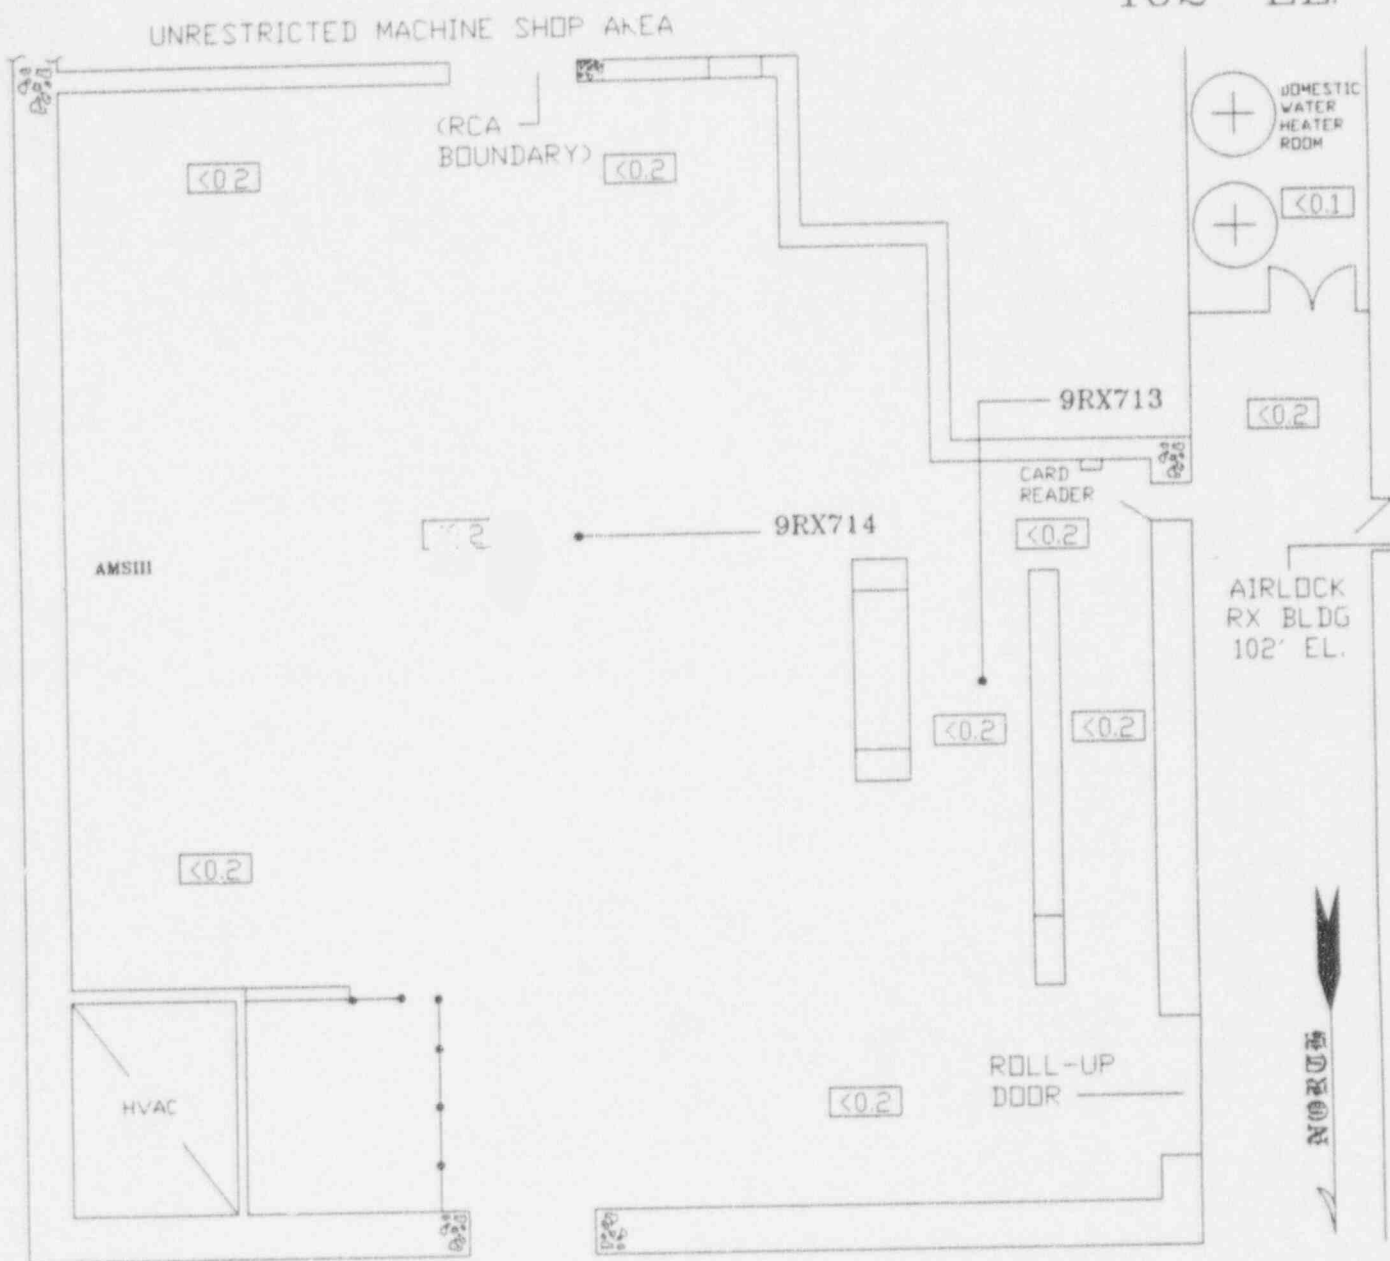 UNRESTRICTED MACHINE SHOP AREA
(RCA
BOUNDARY)
<0.2
<0.2
DOMESTIC
WATER
HEATER
ROOM
<0.1
<0.2
9RX713
CARD
READER
<0.2
9RX714
2
AMSIII
AIRLOCK
RX BLDG
102' EL.
<0.2
<0.2
<0.2
HVAC
<0.2
ROLL-UP
DOOR
NORTH